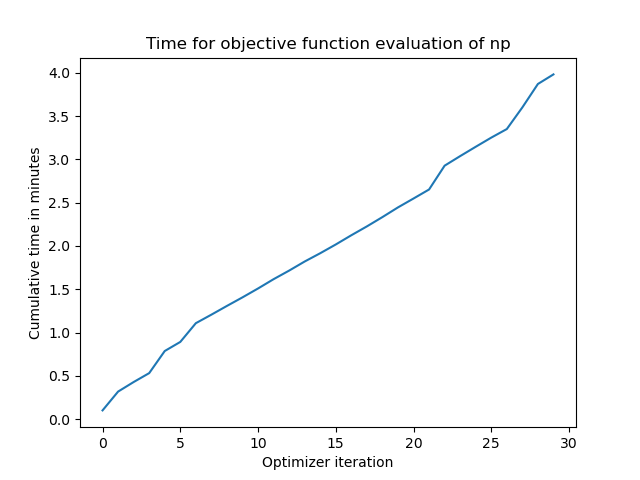 Time for objective function evaluation of np
Cumulative time in minutes
4.0
3.5
3.0
2.5
2.0
1.5
1.0
0.5
0.0
0 5 10 15 20 25 30
Optimizer iteration